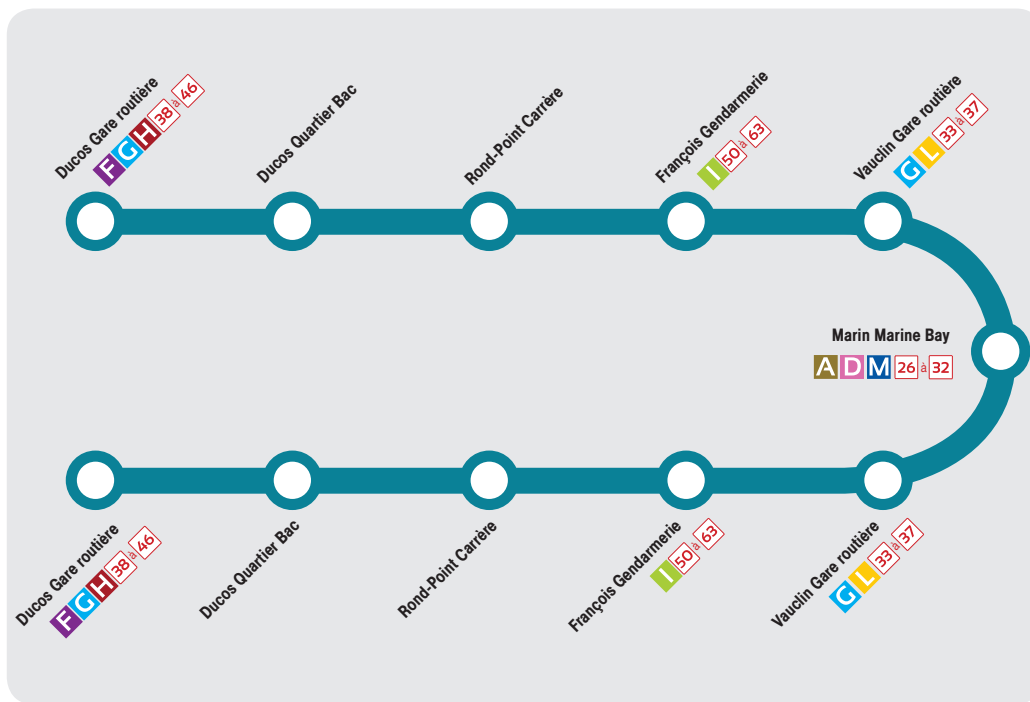 Ducos Gare routière
F G H 38 à 46
Ducos Quartier Bac
Rond-Point Carrère
François Gendarmerie
I 50 à 63
Vauclin Gare routière
G L 33 à 37
Marin Marine Bay
A D M 26 à 32
Ducos Gare routière
F G H 38 à 46
Ducos Quartier Bac
Rond-Point Carrère
François Gendarmerie
I 50 à 63
Vauclin Gare routière
G L 33 à 37